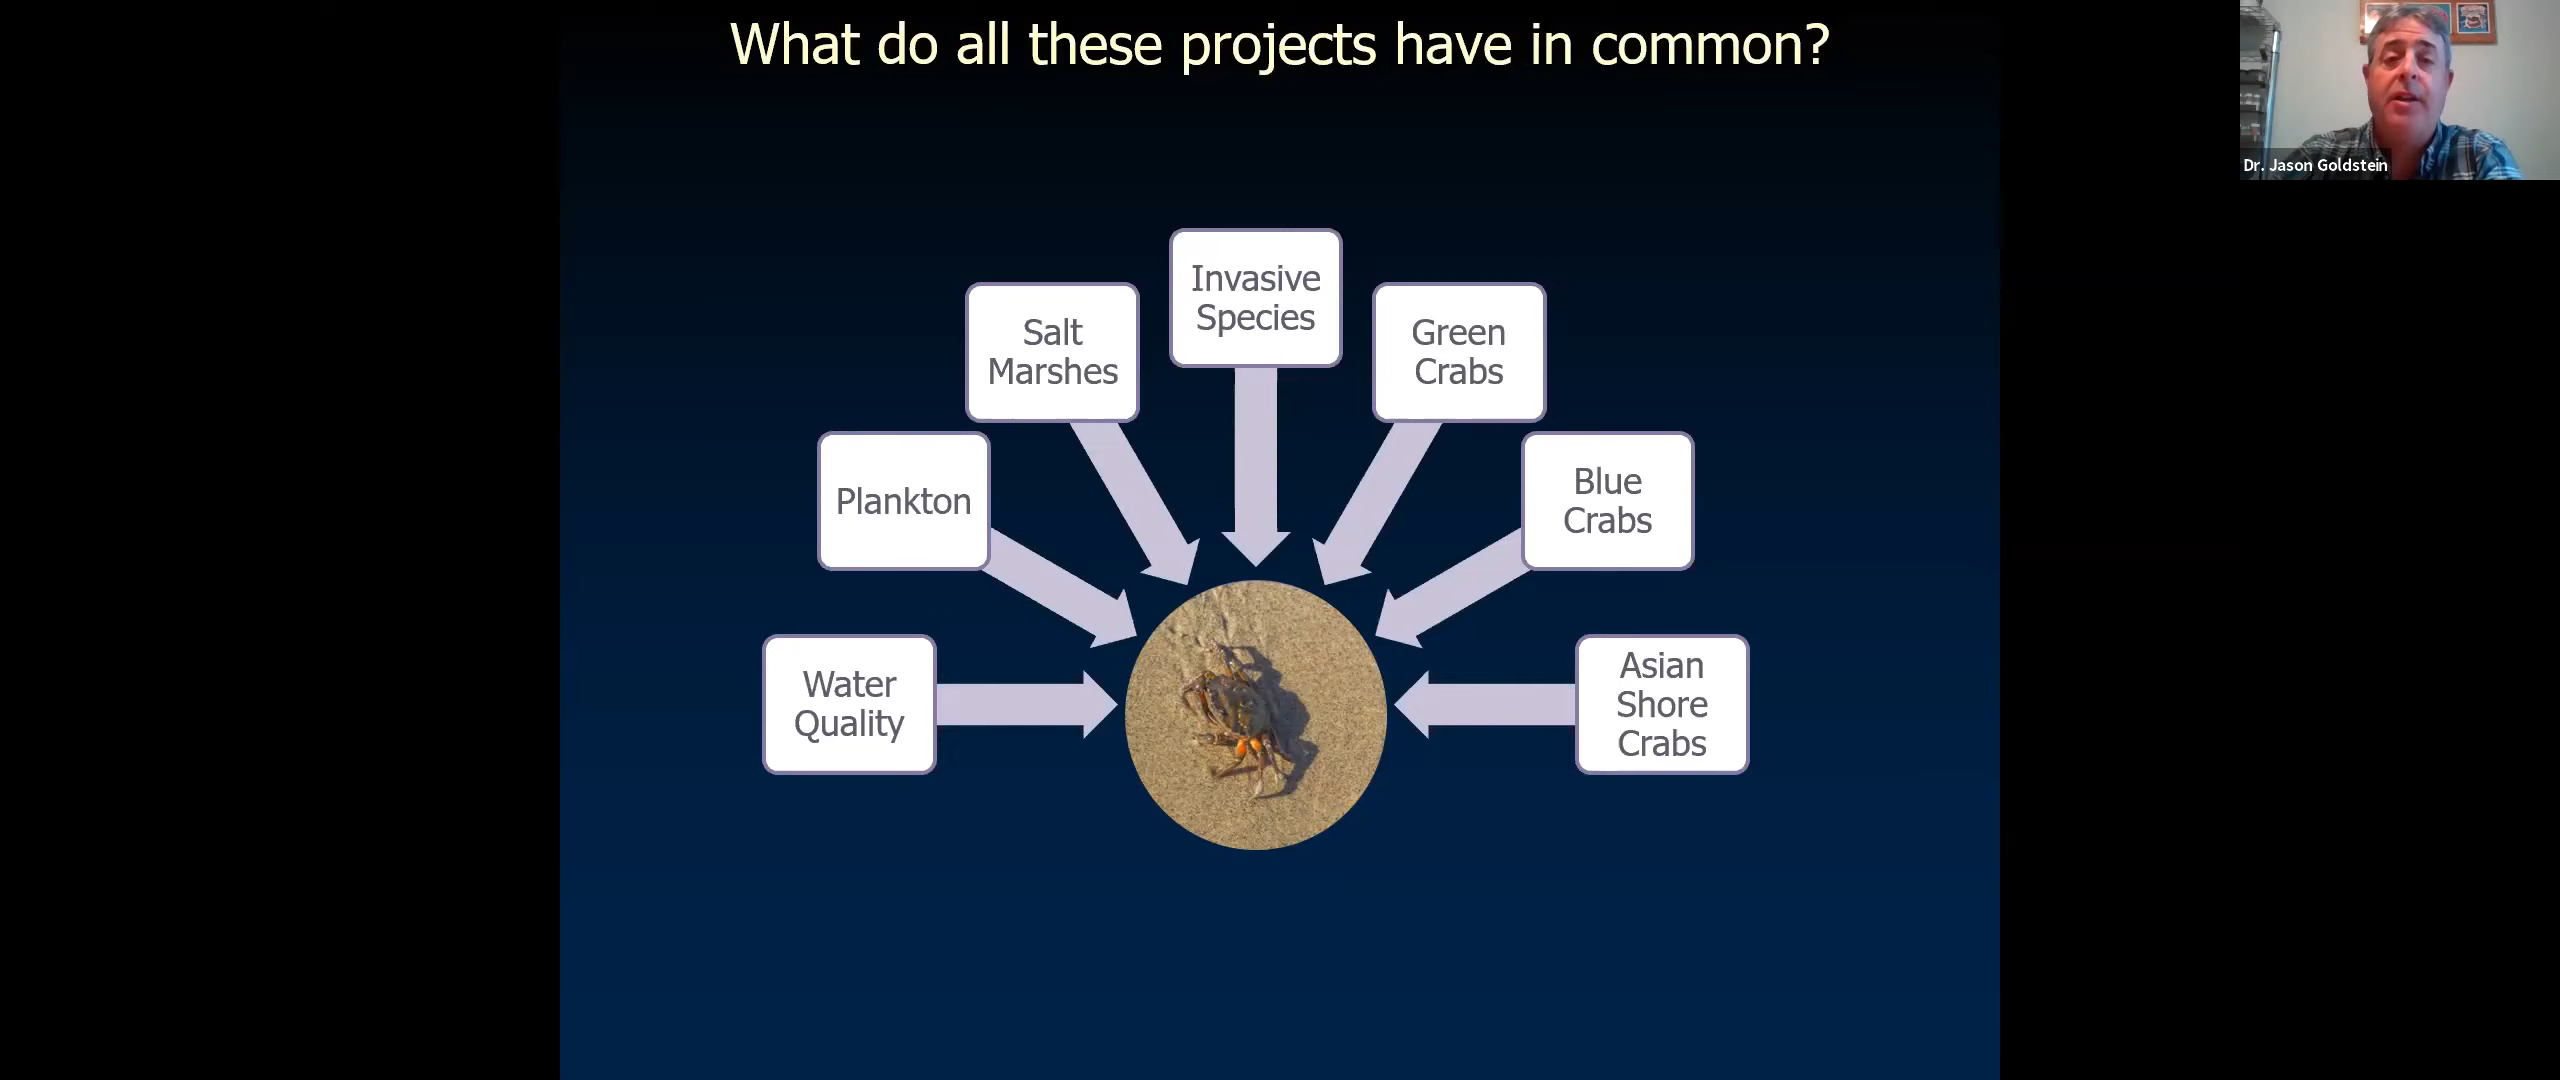 What do all these projects have in common?
Dr. Jason Goldstein
Invasive
Species
Salt
Marshes
Green
Crabs
Plankton
Blue
Crabs
Water
Quality
Asian
Shore
Crabs